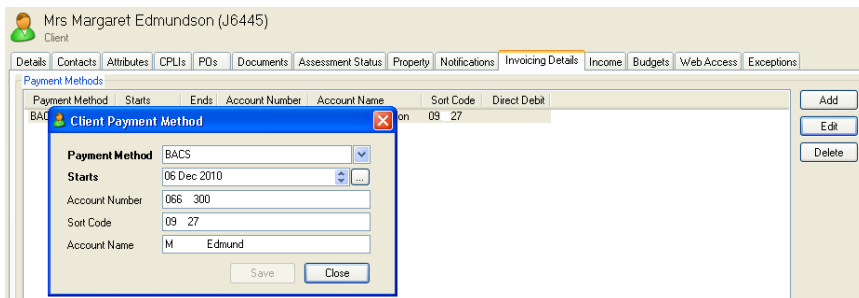 Mrs Margaret Edmundson (J6445)
Client
Details Contacts Attributes CPLIs POs Documents Assessment Status Property Notifications Invoicing Details Income Budgets Web Access Exceptions
Payment Methods
Payment Method Starts Ends Account Number Account Name Sort Code Direct Debit
BAC on 09 27
Add
Edit
Delete
Client Payment Method
Payment Method BACS
Starts 06 Dec 2010 ...
Account Number 066 300
Sort Code 09 27
Account Name M Edmund
Save Close